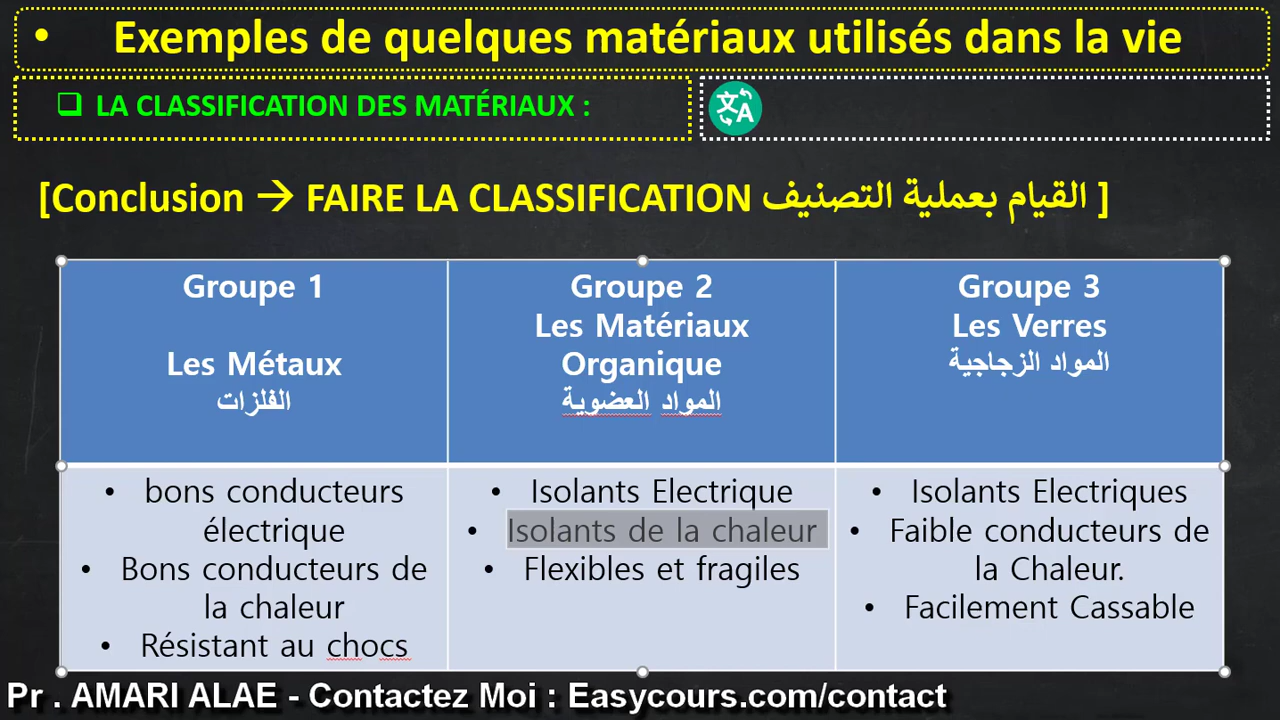 • Exemples de quelques matériaux utilisés dans la vie
❑ LA CLASSIFICATION DES MATÉRIAUX :
文A
[Conclusion → FAIRE LA CLASSIFICATION القيام بعملية التصنيف ]
Groupe 1
Les Métaux
الفلزات
Groupe 2
Les Matériaux
Organique
المواد العضوية
Groupe 3
Les Verres
المواد الزجاجية
• bons conducteurs
électrique
• Bons conducteurs de
la chaleur
• Résistant au chocs
• Isolants Electrique
• Isolants de la chaleur
• Flexibles et fragiles
• Isolants Electriques
• Faible conducteurs de
la Chaleur.
• Facilement Cassable
Pr . AMARI ALAE - Contactez Moi : Easycours.com/contact